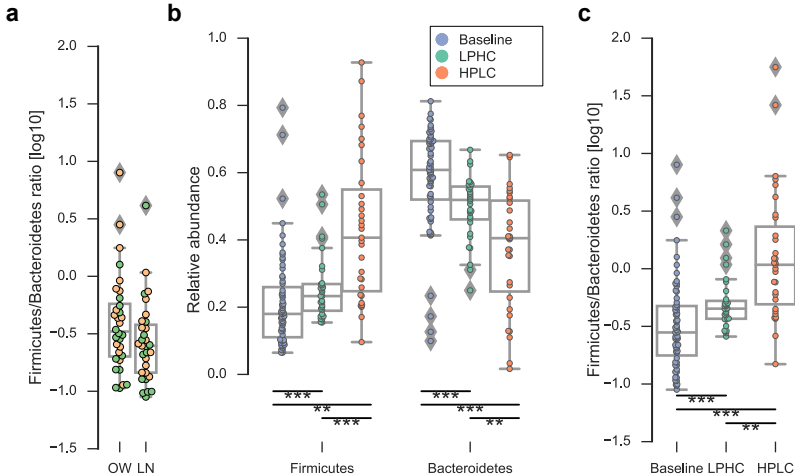 a
b
c
Firmicutes/Bacteroidetes ratio [log10]
2.0
1.5
1.0
0.5
0.0
−0.5
−1.0
−1.5
OW
LN
Relative abundance
1.0
0.8
0.6
0.4
0.2
0.0
Baseline
LPHC
HPLC
***
**
***
***
***
**
Firmicutes
Bacteroidetes
Firmicutes/Bacteroidetes ratio [log10]
2.0
1.5
1.0
0.5
0.0
−0.5
−1.0
−1.5
***
***
**
Baseline LPHC HPLC